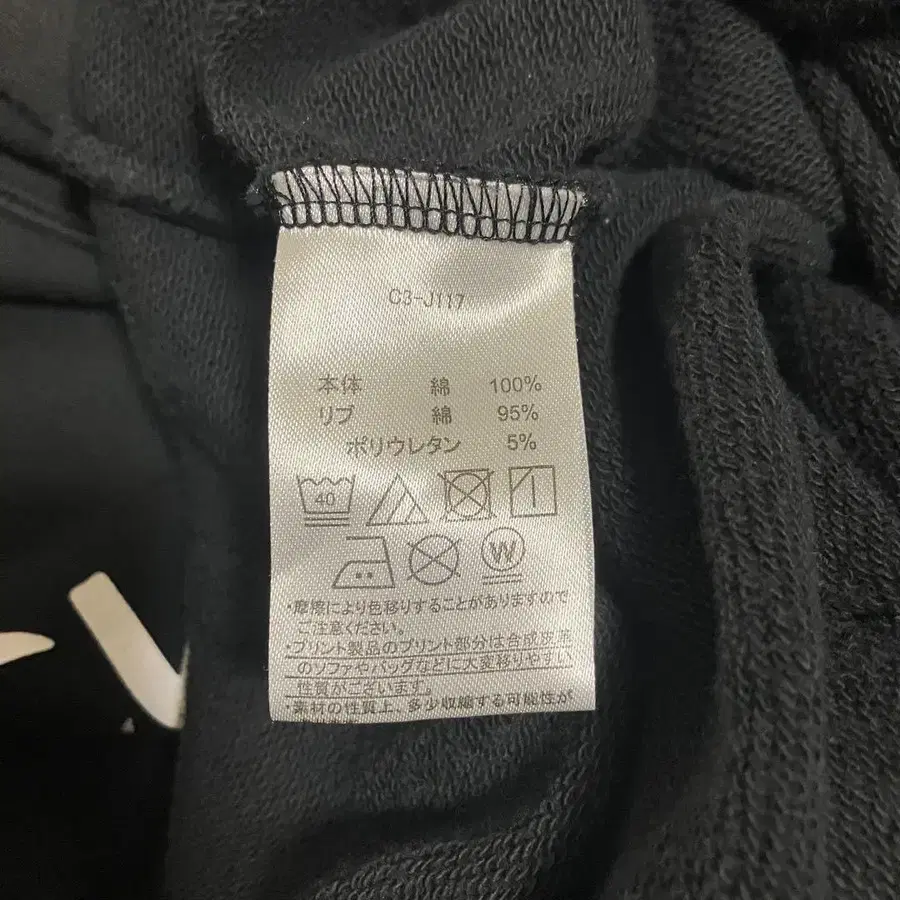 C3-J117
本体 綿 100%
リブ 綿 95%
ポリウレタン 5%
40
W
・摩擦により色移りすることがありますので
ご注意ください。
・プリント製品のプリント部分は合成皮革
のソファやバッグなどに大変移りやすい
性質がございます。
・素材の性質上、多少収縮する可能性が